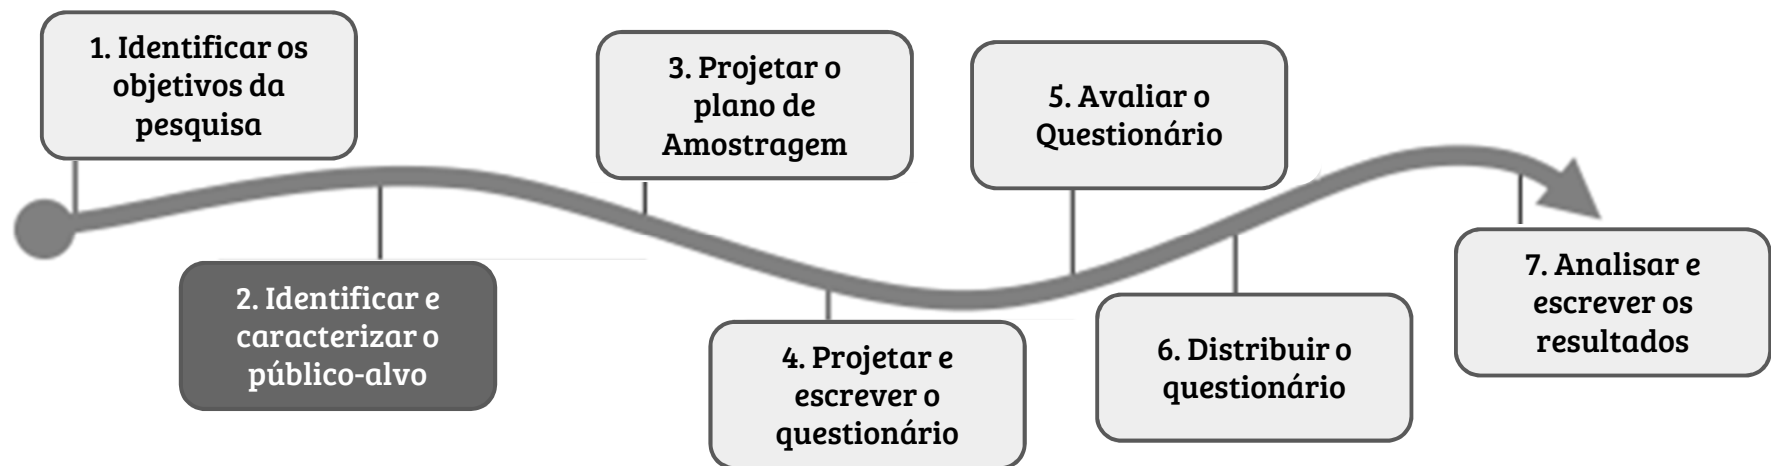 1. Identificar os
objetivos da
pesquisa
2. Identificar e
caracterizar o
público-alvo
3. Projetar o
plano de
Amostragem
4. Projetar e
escrever o
questionário
5. Avaliar o
Questionário
6. Distribuir o
questionário
7. Analisar e
escrever os
resultados